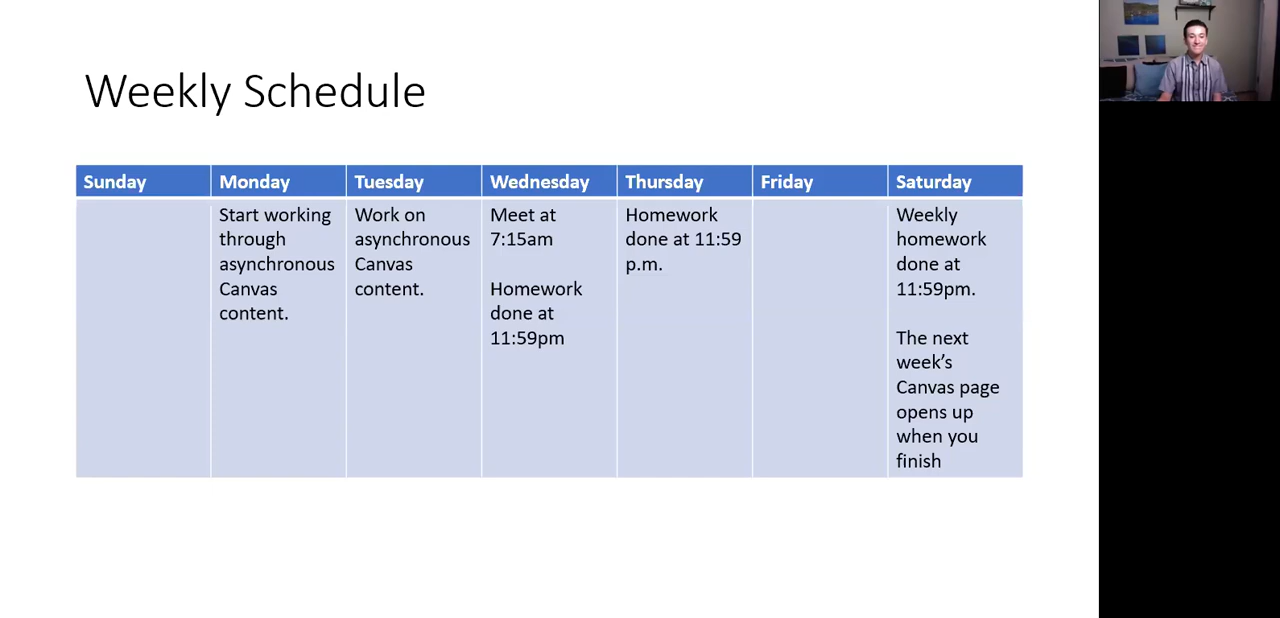 Weekly Schedule
Sunday
Monday
Tuesday
Wednesday
Thursday
Friday
Saturday
Start working
through
asynchronous
Canvas
content.
Work on
asynchronous
Canvas
content.
Meet at
7:15am
Homework
done at
11:59pm
Homework
done at 11:59
p.m.
Weekly
homework
done at
11:59pm.
The next
week’s
Canvas page
opens up
when you
finish